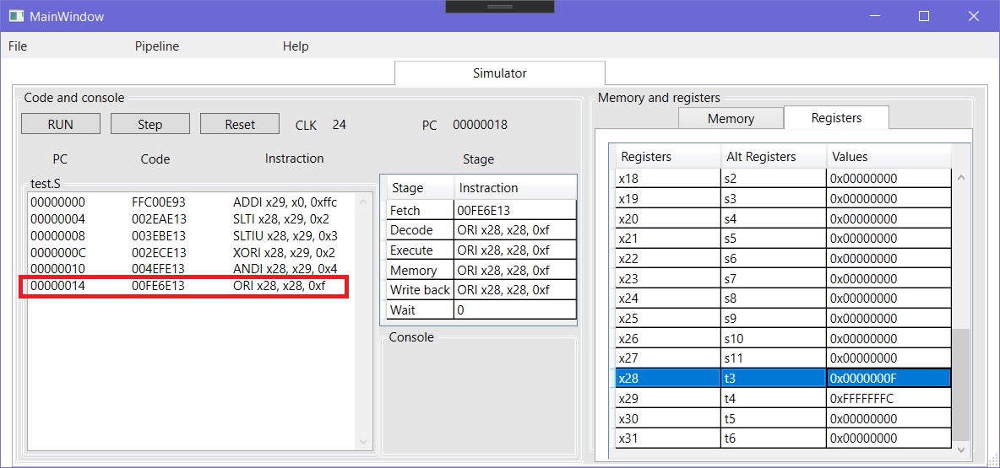 MainWindow
File Pipeline Help
Simulator
Code and console
RUN Step Reset CLK 24 PC 00000018
PC Code Instraction Stage
test.S
00000000 FFC00E93 ADDI x29, x0, 0xffc
00000004 002EAE13 SLTI x28, x29, 0x2
00000008 003EBE13 SLTIU x28, x29, 0x3
0000000C 002ECE13 XORI x28, x29, 0x2
00000010 004EFE13 ANDI x28, x29, 0x4
00000014 00FE6E13 ORI x28, x28, 0xf
Stage Instraction
Fetch 00FE6E13
Decode ORI x28, x28, 0xf
Execute ORI x28, x28, 0xf
Memory ORI x28, x28, 0xf
Write back ORI x28, x28, 0xf
Wait 0
Console
Memory and registers
Memory Registers
Registers Alt Registers Values
x18 s2 0x00000000
x19 s3 0x00000000
x20 s4 0x00000000
x21 s5 0x00000000
x22 s6 0x00000000
x23 s7 0x00000000
x24 s8 0x00000000
x25 s9 0x00000000
x26 s10 0x00000000
x27 s11 0x00000000
x28 t3 0x0000000F
x29 t4 0xFFFFFFFC
x30 t5 0x00000000
x31 t6 0x00000000